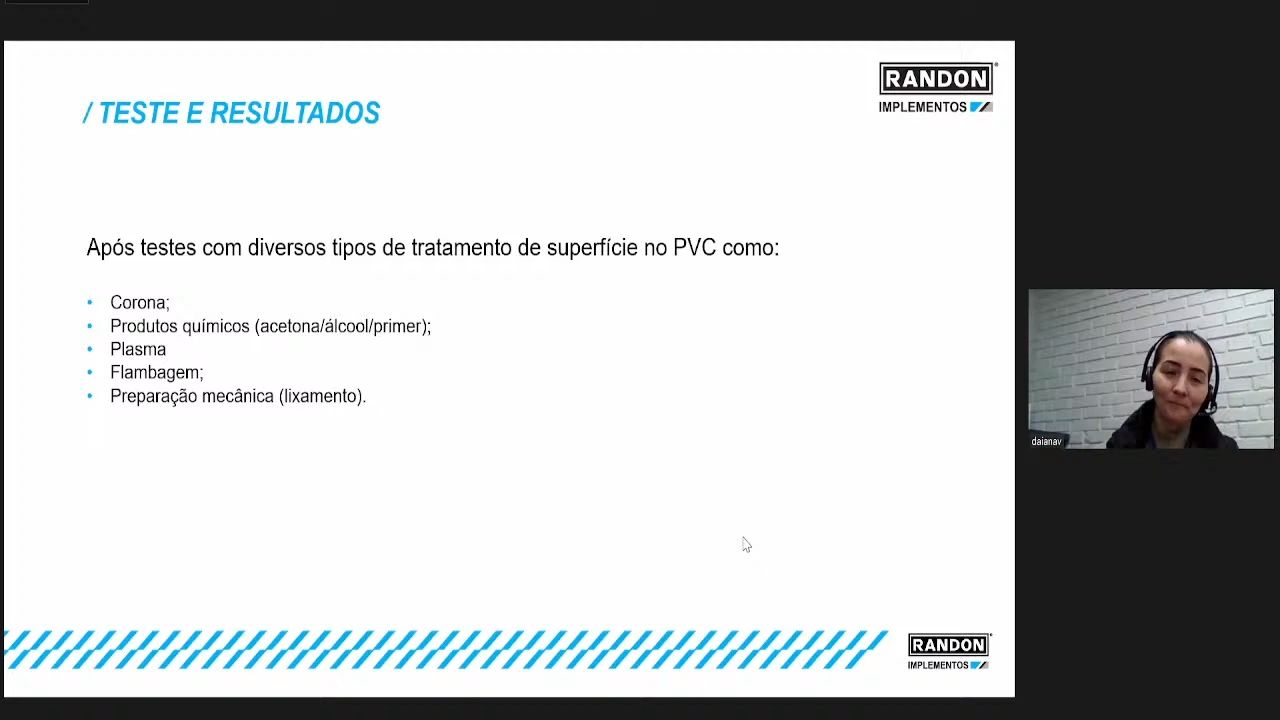 RANDON
IMPLEMENTOS
/ TESTE E RESULTADOS
Após testes com diversos tipos de tratamento de superfície no PVC como:
• Corona;
• Produtos químicos (acetona/álcool/primer);
• Plasma
• Flambagem;
• Preparação mecânica (lixamento).
daianav
RANDON
IMPLEMENTOS